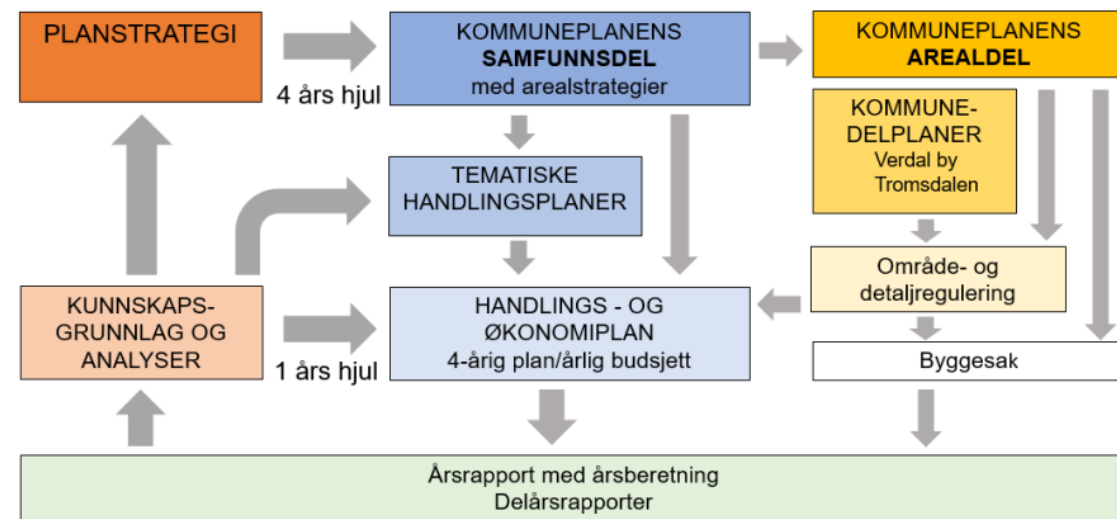 PLANSTRATEGI
4 års hjul
KOMMUNEPLANENS
SAMFUNNSDEL
med arealstrategier
KOMMUNEPLANENS
AREALDEL
KOMMUNE-
DELPLANER
Verdal by
Tromsdalen
TEMATISKE
HANDLINGSPLANER
Område- og
detaljregulering
KUNNSKAPS-
GRUNNLAG OG
ANALYSER
1 års hjul
HANDLINGS - OG
ØKONOMIPLAN
4-årig plan/årlig budsjett
Byggesak
Årsrapport med årsberetning
Delårsrapporter